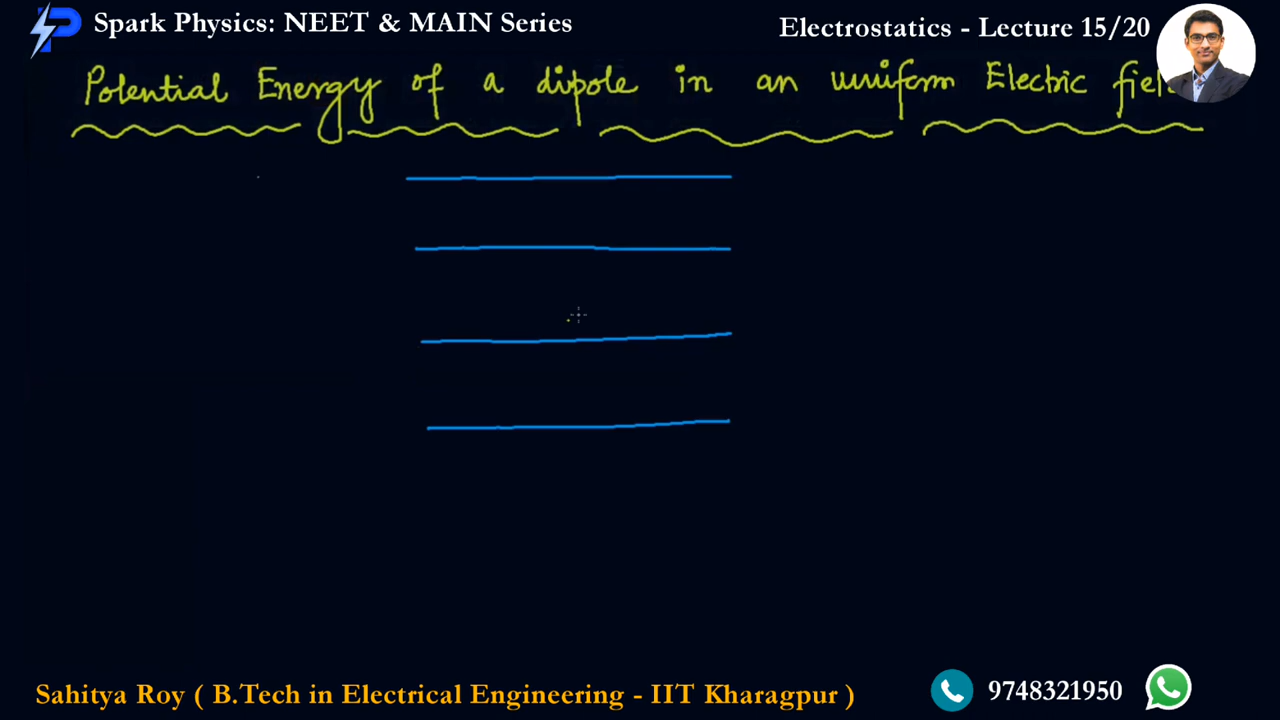 Spark Physics: NEET & MAIN Series
Electrostatics - Lecture 15/20
Potential Energy of a dipole in an uniform Electric field
Sahitya Roy ( B.Tech in Electrical Engineering - IIT Kharagpur )
9748321950